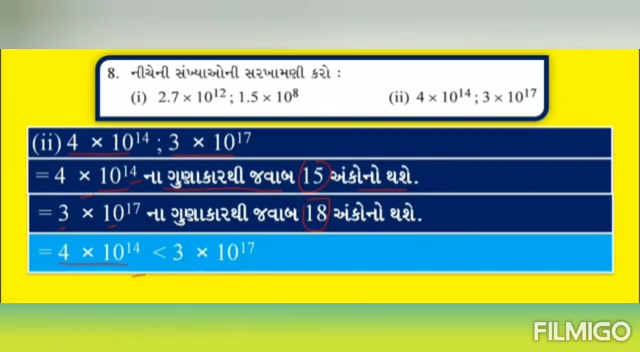 8. નીચેની સંખ્યાઓની સરખામણી કરો :
(i) 2.7 × 10¹² ; 1.5 × 10⁸ (ii) 4 × 10¹⁴ ; 3 × 10¹⁷
(ii) 4 × 10¹⁴ ; 3 × 10¹⁷
= 4 × 10¹⁴ ના ગુણાકારથી જવાબ 15 અંકોનો થશે.
= 3 × 10¹⁷ ના ગુણાકારથી જવાબ 18 અંકોનો થશે.
= 4 × 10¹⁴ < 3 × 10¹⁷
FILMIGO